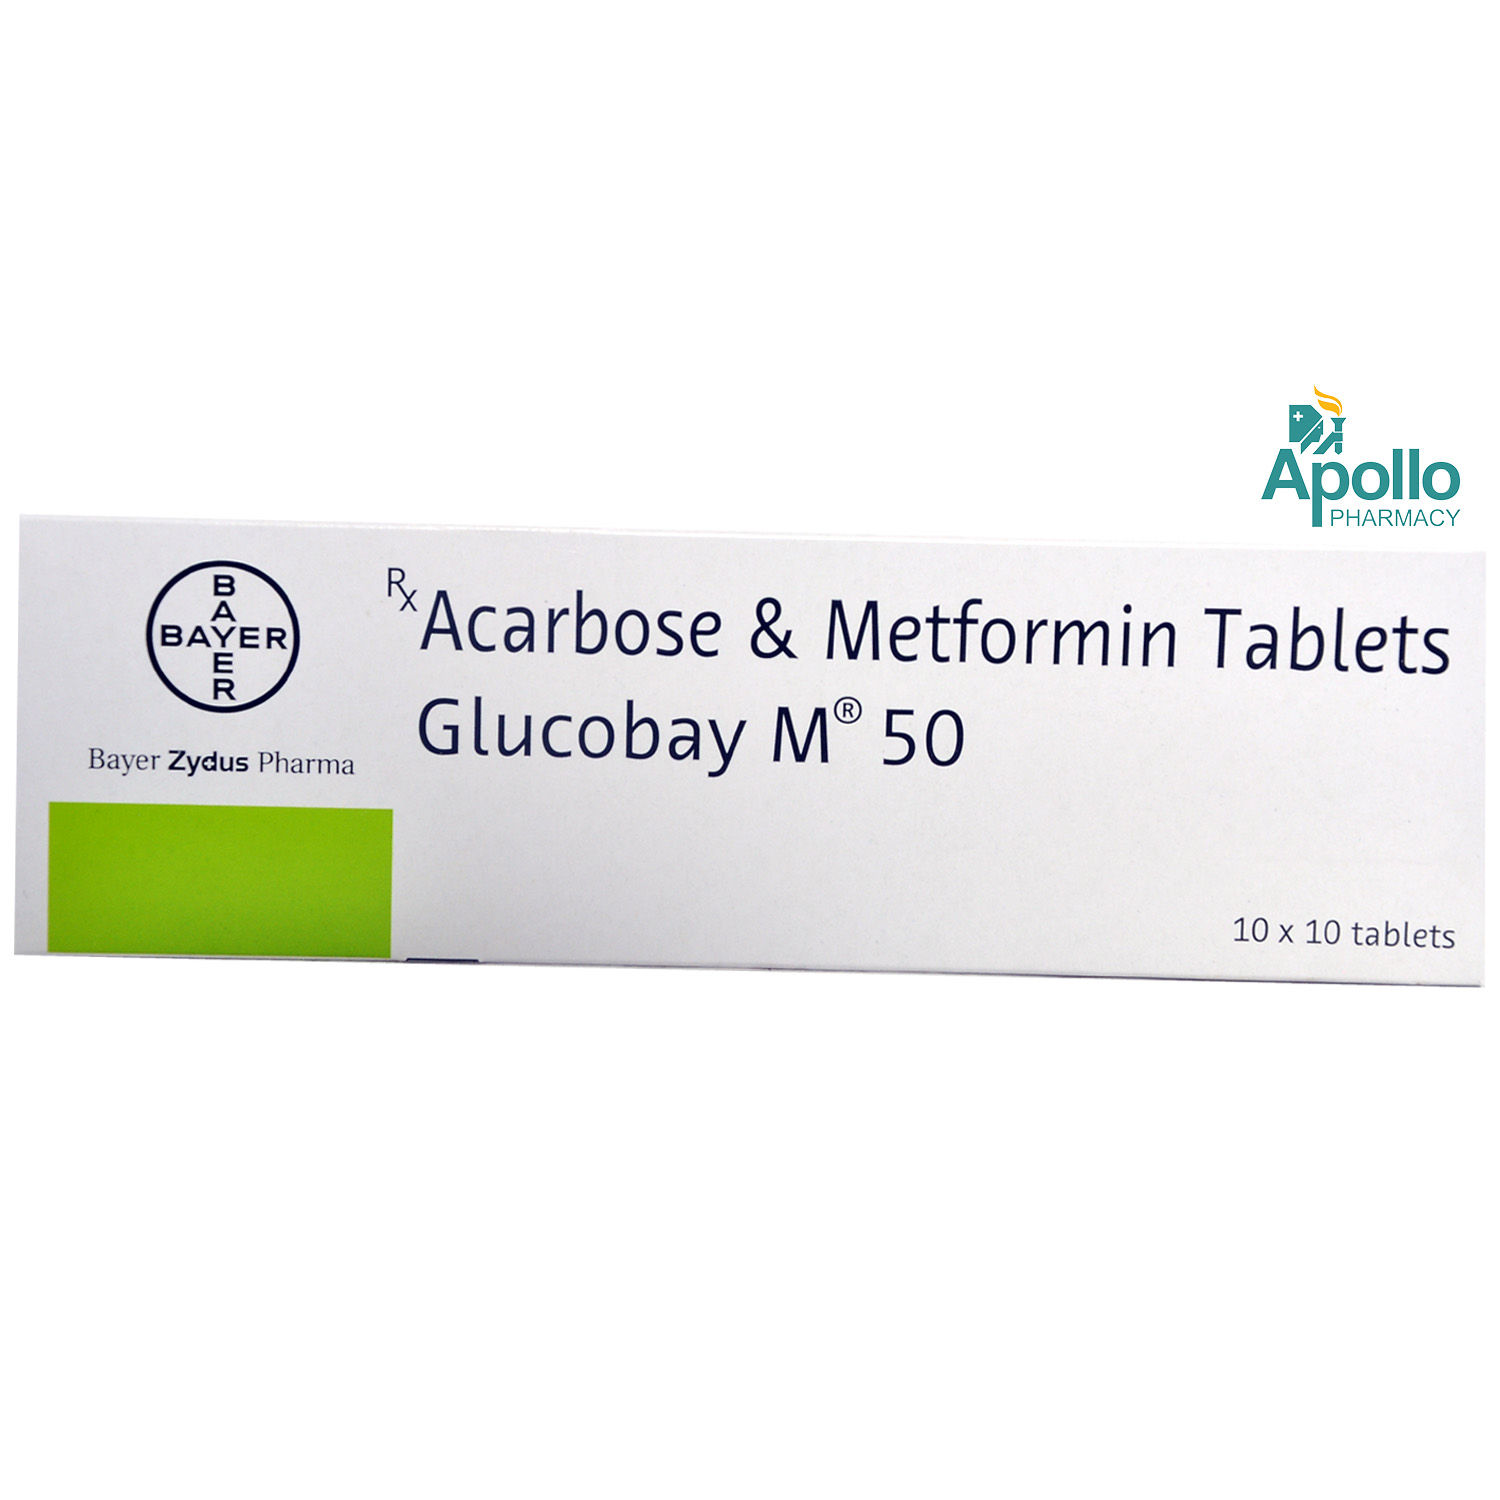 Apollo
PHARMACY
BAYER
BAYER
Bayer Zydus Pharma
Rx Acarbose & Metformin Tablets
Glucobay M® 50
10 x 10 tablets